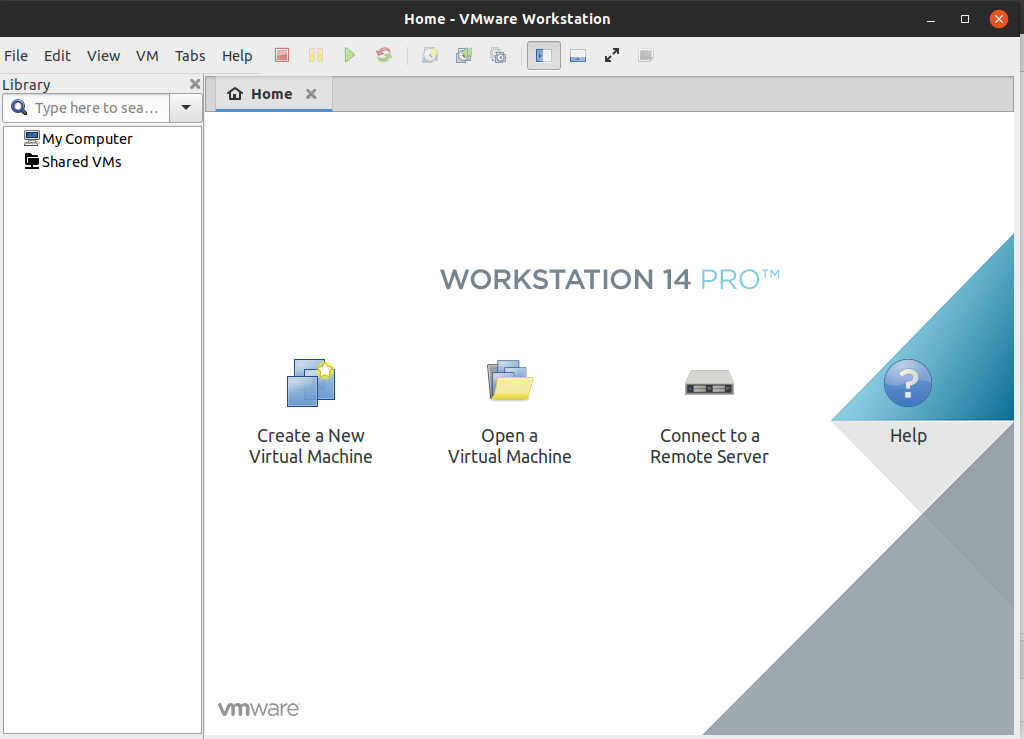 Home - VMware Workstation
File Edit View VM Tabs Help
Library
Type here to sea...
My Computer
Shared VMs
Home
WORKSTATION 14 PRO™
Create a New
Virtual Machine
Open a
Virtual Machine
Connect to a
Remote Server
Help
vmware